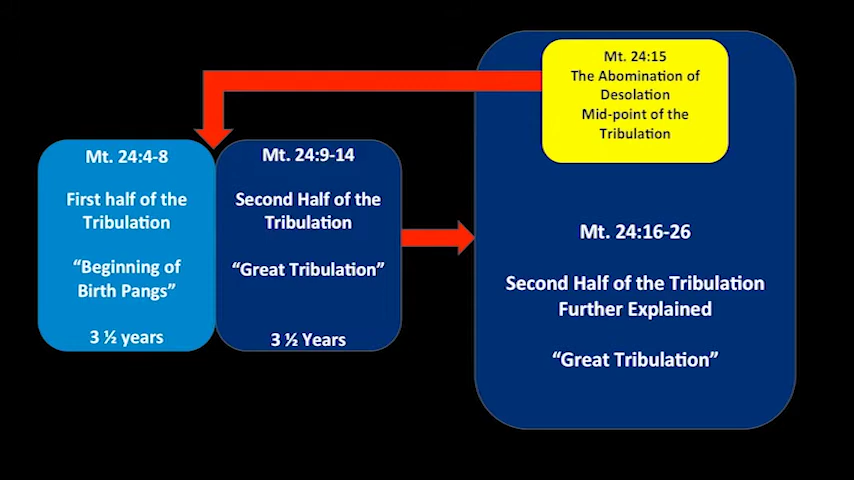 Mt. 24:15
The Abomination of
Desolation
Mid-point of the
Tribulation
Mt. 24:4-8
First half of the
Tribulation
“Beginning of
Birth Pangs”
3 ½ years
Mt. 24:9-14
Second Half of the
Tribulation
“Great Tribulation”
3 ½ Years
Mt. 24:16-26
Second Half of the Tribulation
Further Explained
“Great Tribulation”